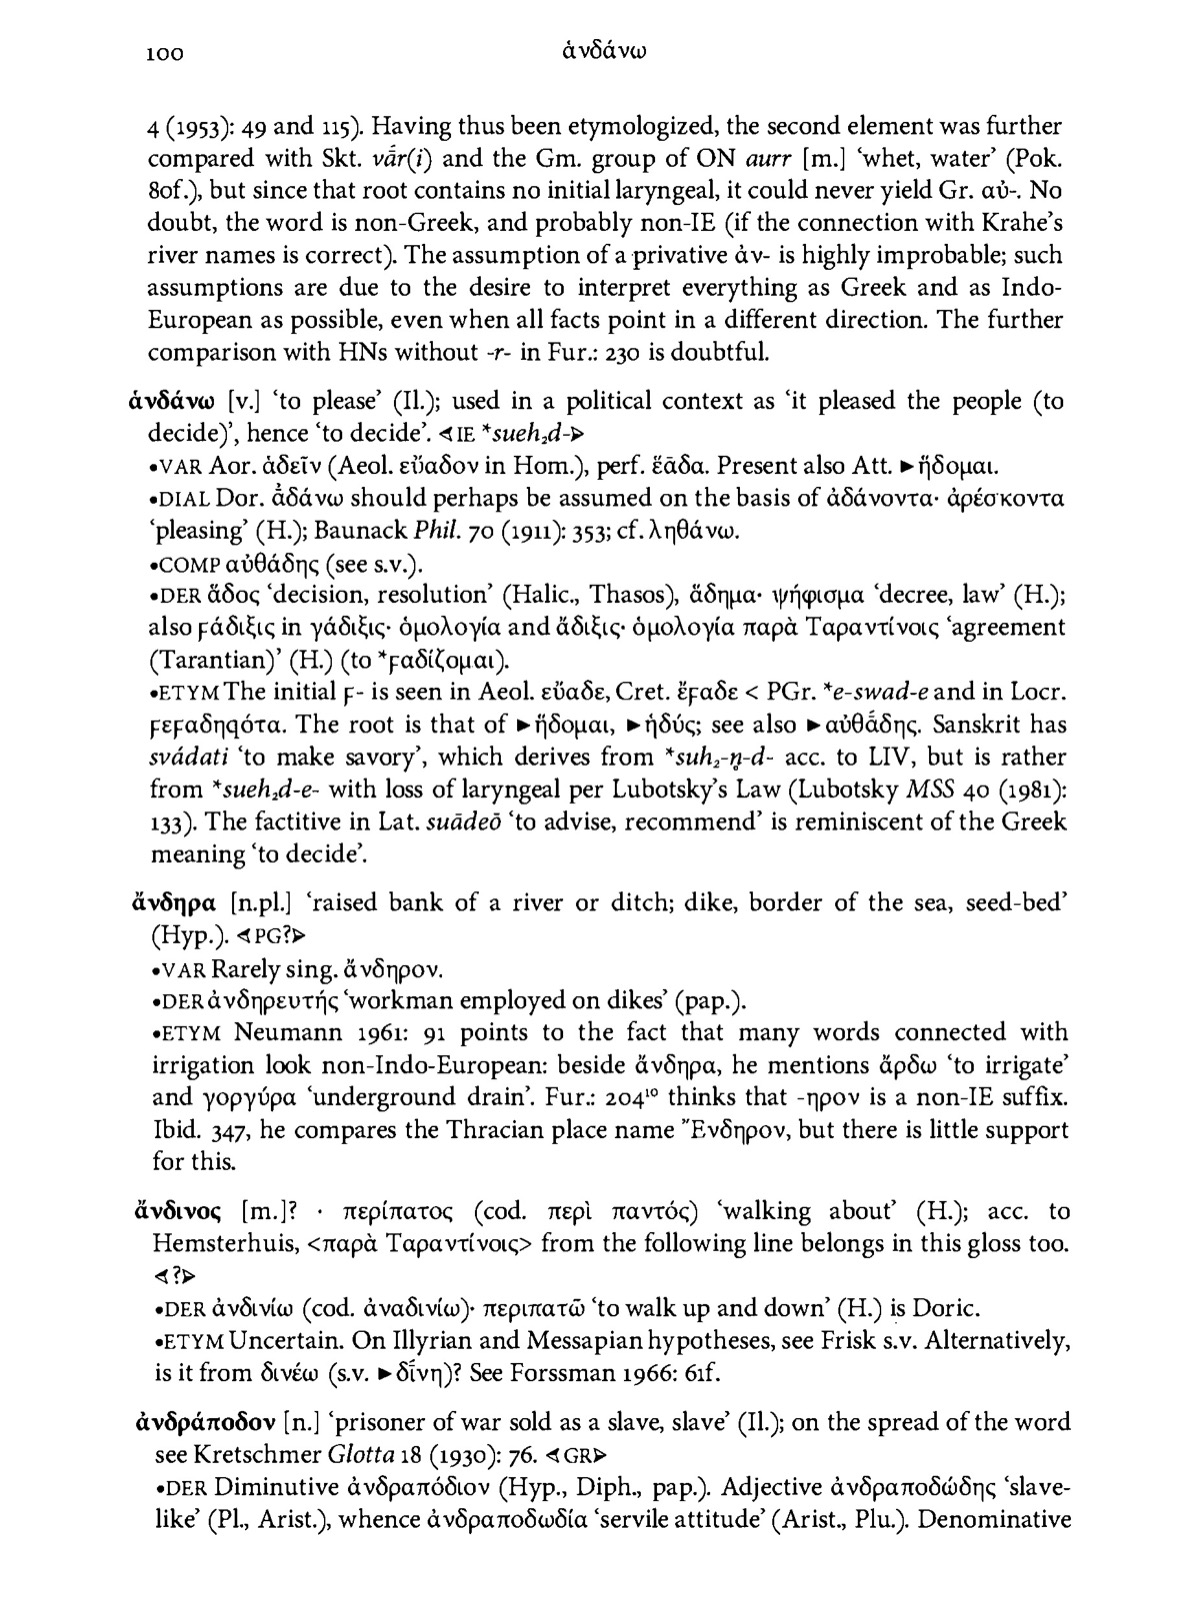 100
ἁνδάνω
4 (1953): 49 and 115). Having thus been etymologized, the second element was further
compared with Skt. vā́r(i) and the Gm. group of ON aurr [m.] ‘whet, water’ (Pok.
80f.), but since that root contains no initial laryngeal, it could never yield Gr. αὐ-. No
doubt, the word is non-Greek, and probably non-IE (if the connection with Krahe’s
river names is correct). The assumption of a privative ἀν- is highly improbable; such
assumptions are due to the desire to interpret everything as Greek and as Indo-
European as possible, even when all facts point in a different direction. The further
comparison with HNs without -r- in Fur.: 230 is doubtful.
ἁνδάνω [v.] ‘to please’ (Il.); used in a political context as ‘it pleased the people (to
decide)’, hence ‘to decide’. ⊲IE *sueh₂d-⊳
•VAR Aor. ἁδεῖν (Aeol. εὔαδον in Hom.), perf. ἕᾱδα. Present also Att. ►ἥδομαι.
•DIAL Dor. ἁ̄δάνω should perhaps be assumed on the basis of ἁδάνοντα· ἀρέσκοντα
‘pleasing’ (H.); Baunack Phil. 70 (1911): 353; cf. ληθάνω.
•COMP αὐθάδης (see s.v.).
•DER ἅδος ‘decision, resolution’ (Halic., Thasos), ἅδημα· ψήφισμα ‘decree, law’ (H.);
also ϝάδιξις in γάδιξις· ὁμολογία and ἄδιξις· ὁμολογία παρὰ Ταραντίνοις ‘agreement
(Tarantian)’ (H.) (to *ϝαδίζομαι).
•ETYM The initial ϝ- is seen in Aeol. εὔαδε, Cret. ἔϝαδε < PGr. *e-swad-e and in Locr.
ϝεϝαδηϙότα. The root is that of ►ἥδομαι, ►ἡδύς; see also ►αὐθά̄δης. Sanskrit has
svádati ‘to make savory’, which derives from *suh₂-n̥-d- acc. to LIV, but is rather
from *sueh₂d-e- with loss of laryngeal per Lubotsky’s Law (Lubotsky MSS 40 (1981):
133). The factitive in Lat. suādeō ‘to advise, recommend’ is reminiscent of the Greek
meaning ‘to decide’.
ἄνδηρα [n.pl.] ‘raised bank of a river or ditch; dike, border of the sea, seed-bed’
(Hyp.). ⊲PG?⊳
•VAR Rarely sing. ἄνδηρον.
•DER ἀνδηρευτής ‘workman employed on dikes’ (pap.).
•ETYM Neumann 1961: 91 points to the fact that many words connected with
irrigation look non-Indo-European: beside ἄνδηρα, he mentions ἄρδω ‘to irrigate’
and γοργύρα ‘underground drain’. Fur.: 204¹⁰ thinks that -ηρον is a non-IE suffix.
Ibid. 347, he compares the Thracian place name Ἔνδηρον, but there is little support
for this.
ἄνδινος [m.]? · περίπατος (cod. περὶ παντός) ‘walking about’ (H.); acc. to
Hemsterhuis, <παρὰ Ταραντίνοις> from the following line belongs in this gloss too.
⊲?⊳
•DER ἀνδινίω (cod. ἀναδινίω)· περιπατῶ ‘to walk up and down’ (H.) is Doric.
•ETYM Uncertain. On Illyrian and Messapian hypotheses, see Frisk s.v. Alternatively,
is it from δινέω (s.v. ►δί̄νη)? See Forssman 1966: 61f.
ἀνδράποδον [n.] ‘prisoner of war sold as a slave, slave’ (Il.); on the spread of the word
see Kretschmer Glotta 18 (1930): 76. ⊲GR⊳
•DER Diminutive ἀνδραπόδιον (Hyp., Diph., pap.). Adjective ἀνδραποδώδης ‘slave-
like’ (Pl., Arist.), whence ἀνδραποδωδία ‘servile attitude’ (Arist., Plu.). Denominative